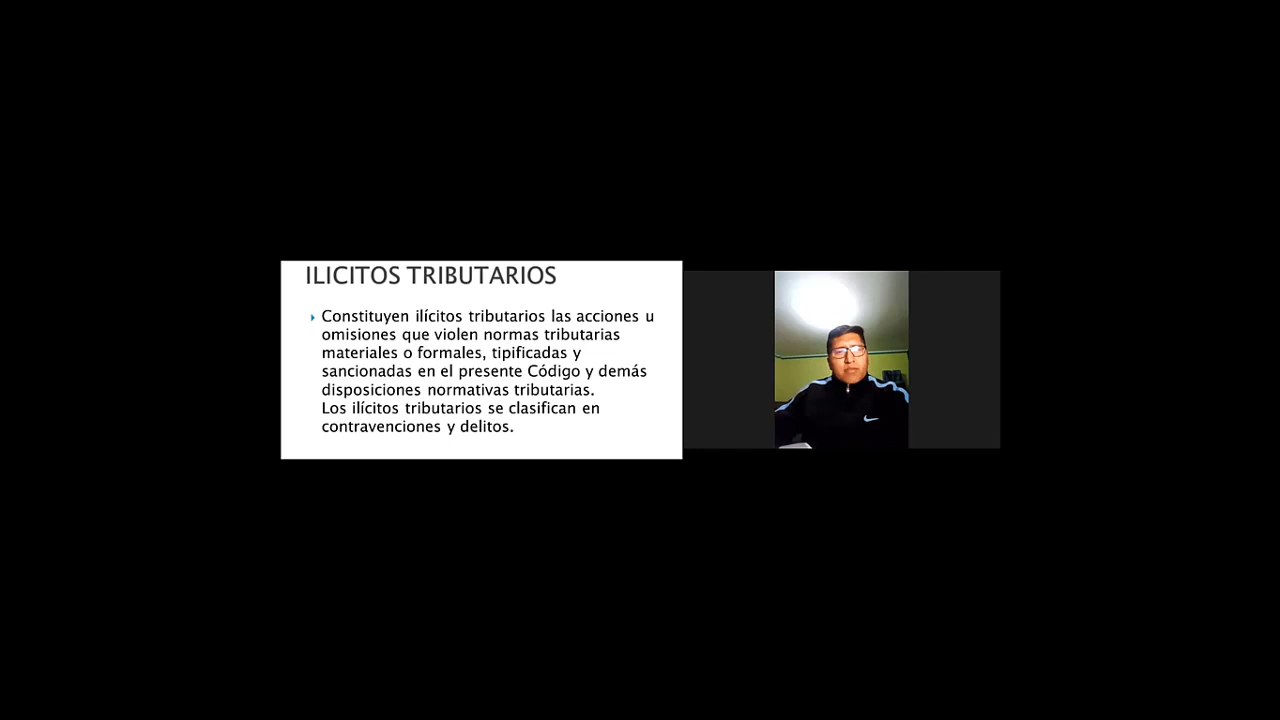 ILICITOS TRIBUTARIOS
Constituyen ilícitos tributarios las acciones u
omisiones que violen normas tributarias
materiales o formales, tipificadas y
sancionadas en el presente Código y demás
disposiciones normativas tributarias.
Los ilícitos tributarios se clasifican en
contravenciones y delitos.